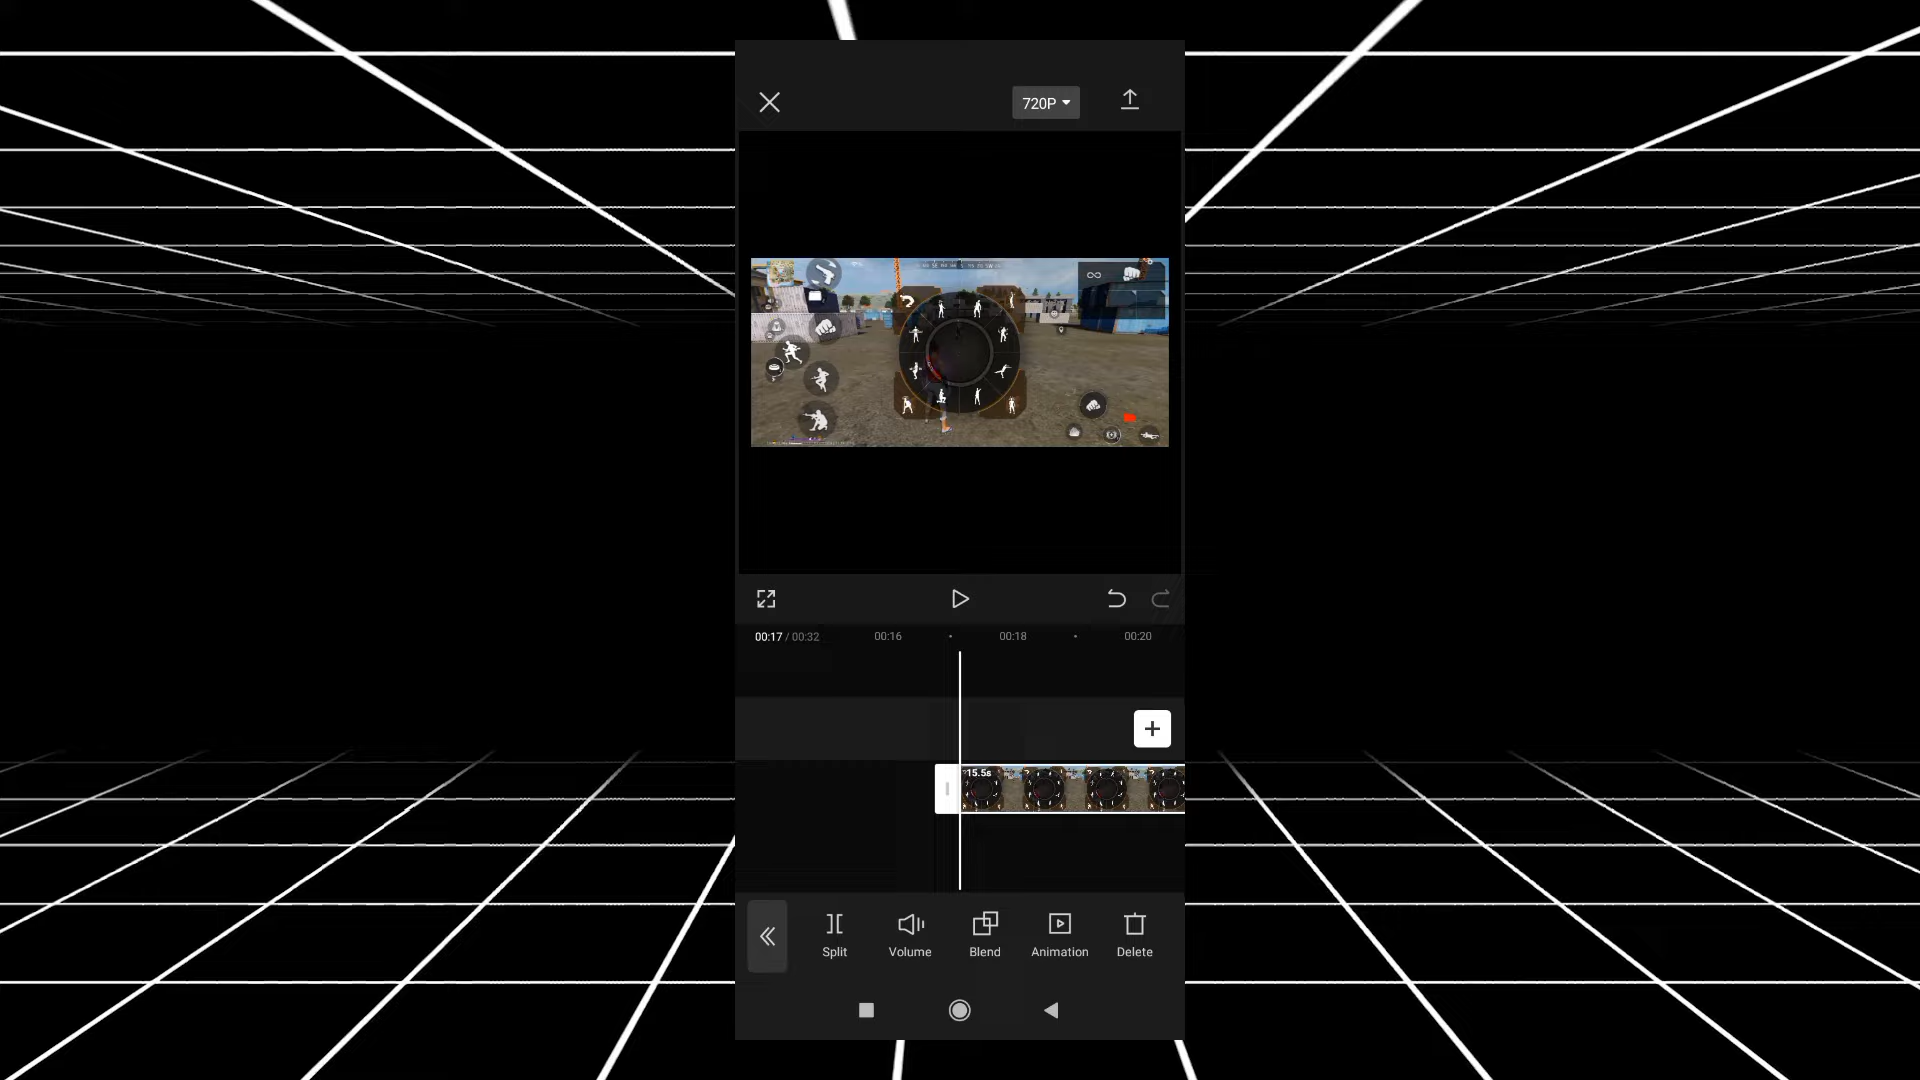 720P
00:17 / 00:32 00:16 00:18 00:20
15.5s
Split Volume Blend Animation Delete